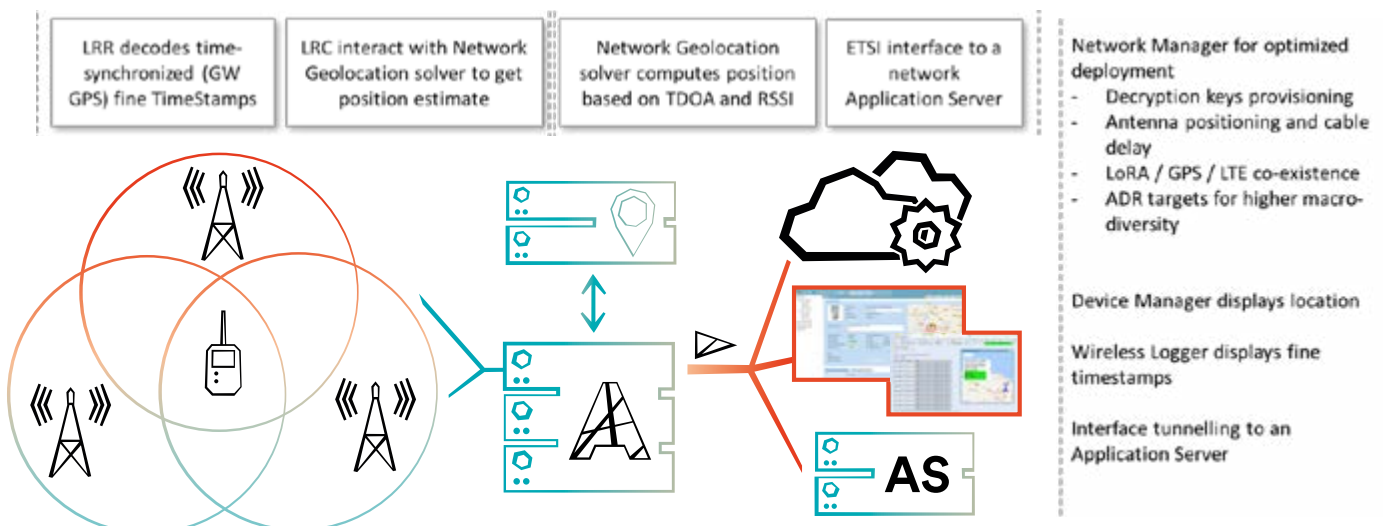 LRR decodes time-
synchronized (GW
GPS) fine TimeStamps
LRC interact with Network
Geolocation solver to get
position estimate
Network Geolocation
solver computes position
based on TDOA and RSSI
ETSI interface to a
network
Application Server
Network Manager for optimized
deployment
- Decryption keys provisioning
- Antenna positioning and cable
delay
- LoRA / GPS / LTE co-existence
- ADR targets for higher macro-
diversity
Device Manager displays location
Wireless Logger displays fine
timestamps
Interface tunnelling to an
Application Server
A
AS